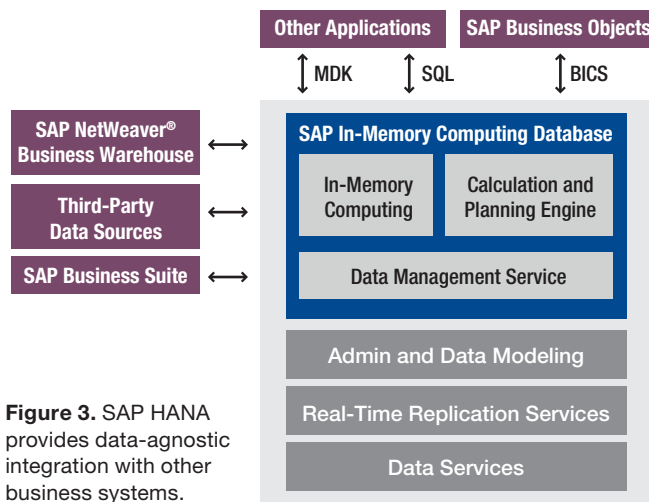 Other Applications
SAP Business Objects
MDK
SQL
BICS
SAP NetWeaver®
Business Warehouse
Third-Party
Data Sources
SAP Business Suite
SAP In-Memory Computing Database
In-Memory
Computing
Calculation and
Planning Engine
Data Management Service
Admin and Data Modeling
Real-Time Replication Services
Data Services
Figure 3. SAP HANA
provides data-agnostic
integration with other
business systems.